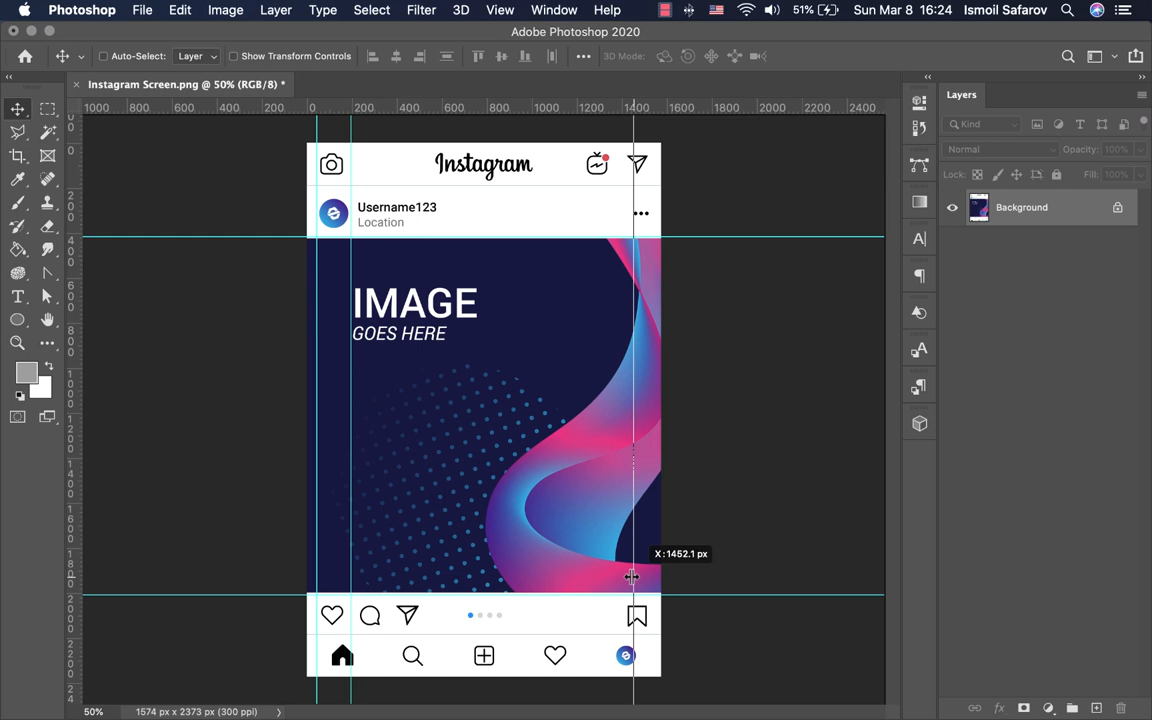 Photoshop File Edit Image Layer Type Select Filter 3D View Window Help 51% Sun Mar 8 16:24 Ismoil Safarov
Adobe Photoshop 2020
Auto-Select: Layer Show Transform Controls 3D Mode:
Instagram Screen.png @ 50% (RGB/8) *
Layers
1000 800 600 400 200 0 200 400 600 800 1000 1200 1400 1600 1800 2000 2200 2400
Kind
Normal Opacity: 100%
Lock: Fill: 100%
Instagram
Username123
Location
Background
IMAGE
GOES HERE
X: 1452.1 px
50% 1574 px x 2373 px (300 ppi)